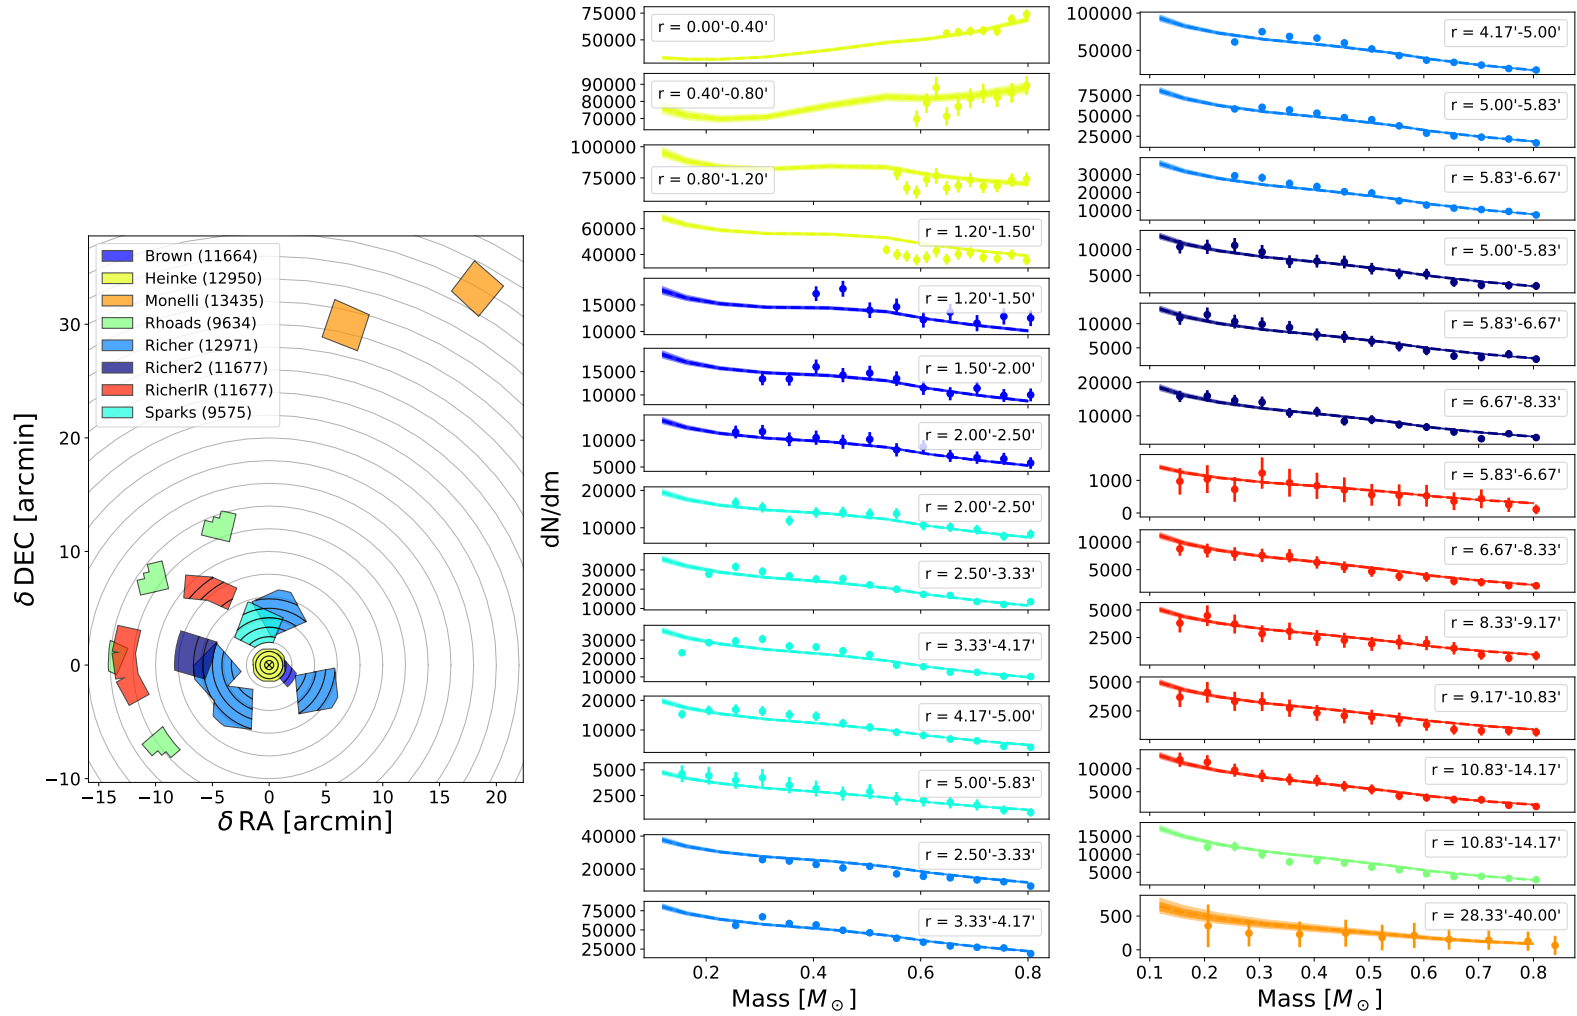 Brown (11664)
Heinke (12950)
Monelli (13435)
Rhoads (9634)
Richer (12971)
Richer2 (11677)
RicherIR (11677)
Sparks (9575)
30
20
10
0
−10
−15 −10 −5 0 5 10 15 20
δ RA [arcmin]
δ DEC [arcmin]
dN/dm
75000
50000
r = 0.00'-0.40'
90000
80000
70000
r = 0.40'-0.80'
100000
75000
r = 0.80'-1.20'
60000
40000
r = 1.20'-1.50'
15000
10000
r = 1.20'-1.50'
15000
10000
r = 1.50'-2.00'
10000
5000
r = 2.00'-2.50'
20000
10000
r = 2.00'-2.50'
30000
20000
10000
r = 2.50'-3.33'
30000
20000
10000
r = 3.33'-4.17'
20000
10000
r = 4.17'-5.00'
5000
2500
r = 5.00'-5.83'
40000
20000
r = 2.50'-3.33'
75000
50000
25000
r = 3.33'-4.17'
0.2 0.4 0.6 0.8
Mass [M⊙]
100000
50000
r = 4.17'-5.00'
75000
50000
25000
r = 5.00'-5.83'
30000
20000
10000
r = 5.83'-6.67'
10000
5000
r = 5.00'-5.83'
10000
5000
r = 5.83'-6.67'
20000
10000
r = 6.67'-8.33'
1000
0
r = 5.83'-6.67'
10000
5000
r = 6.67'-8.33'
5000
2500
r = 8.33'-9.17'
5000
2500
r = 9.17'-10.83'
10000
5000
r = 10.83'-14.17'
15000
10000
5000
r = 10.83'-14.17'
500
0
r = 28.33'-40.00'
0.1 0.2 0.3 0.4 0.5 0.6 0.7 0.8
Mass [M⊙]